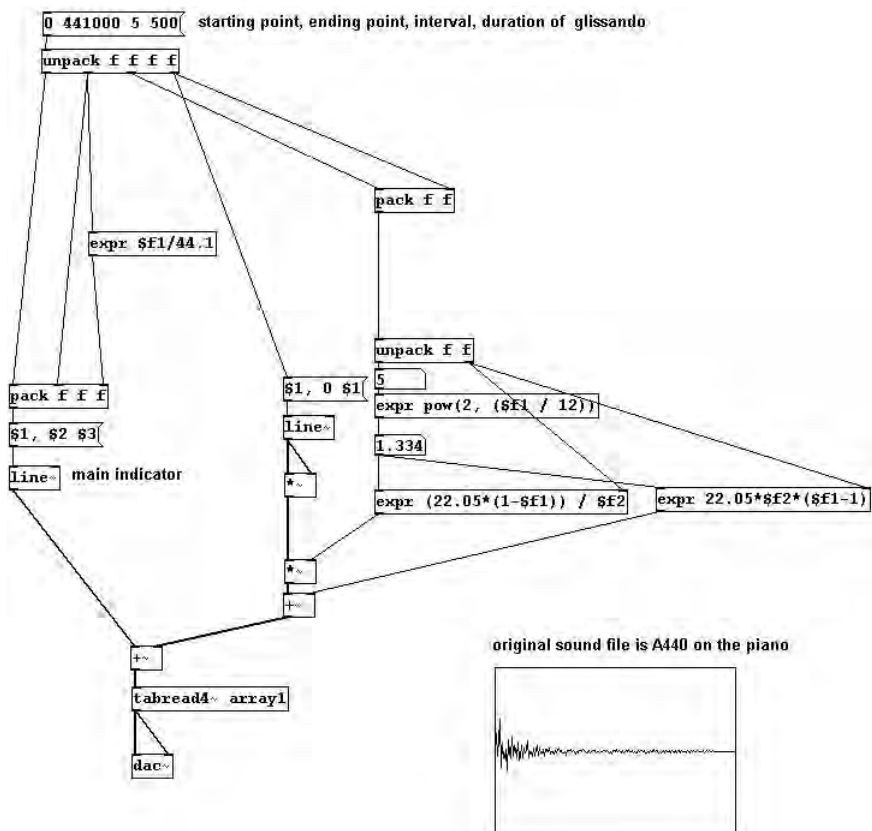 0 441000 5 500
starting point, ending point, interval, duration of glissando
unpack f f f f
pack f f
expr $f1/44.1
unpack f f
5
pack f f f
$1, 0 $1
expr pow(2, ($f1 / 12))
$1, $2 $3
line~
1.334
line~
main indicator
*~
expr (22.05*(1-$f1)) / $f2
expr 22.05*$f2*($f1-1)
*~
+~
original sound file is A440 on the piano
+~
tabread4~ array1
dac~